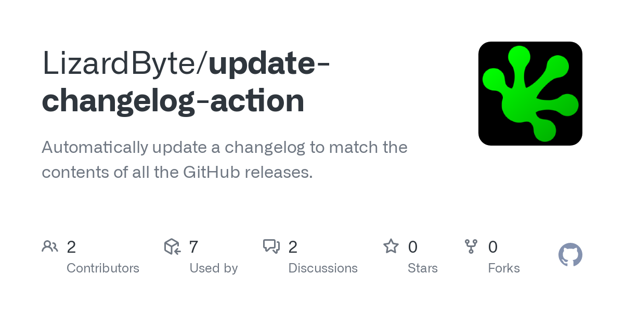 LizardByte/update-
changelog-action
Automatically update a changelog to match the
contents of all the GitHub releases.
2 7 2 0 0
Contributors Used by Discussions Stars Forks